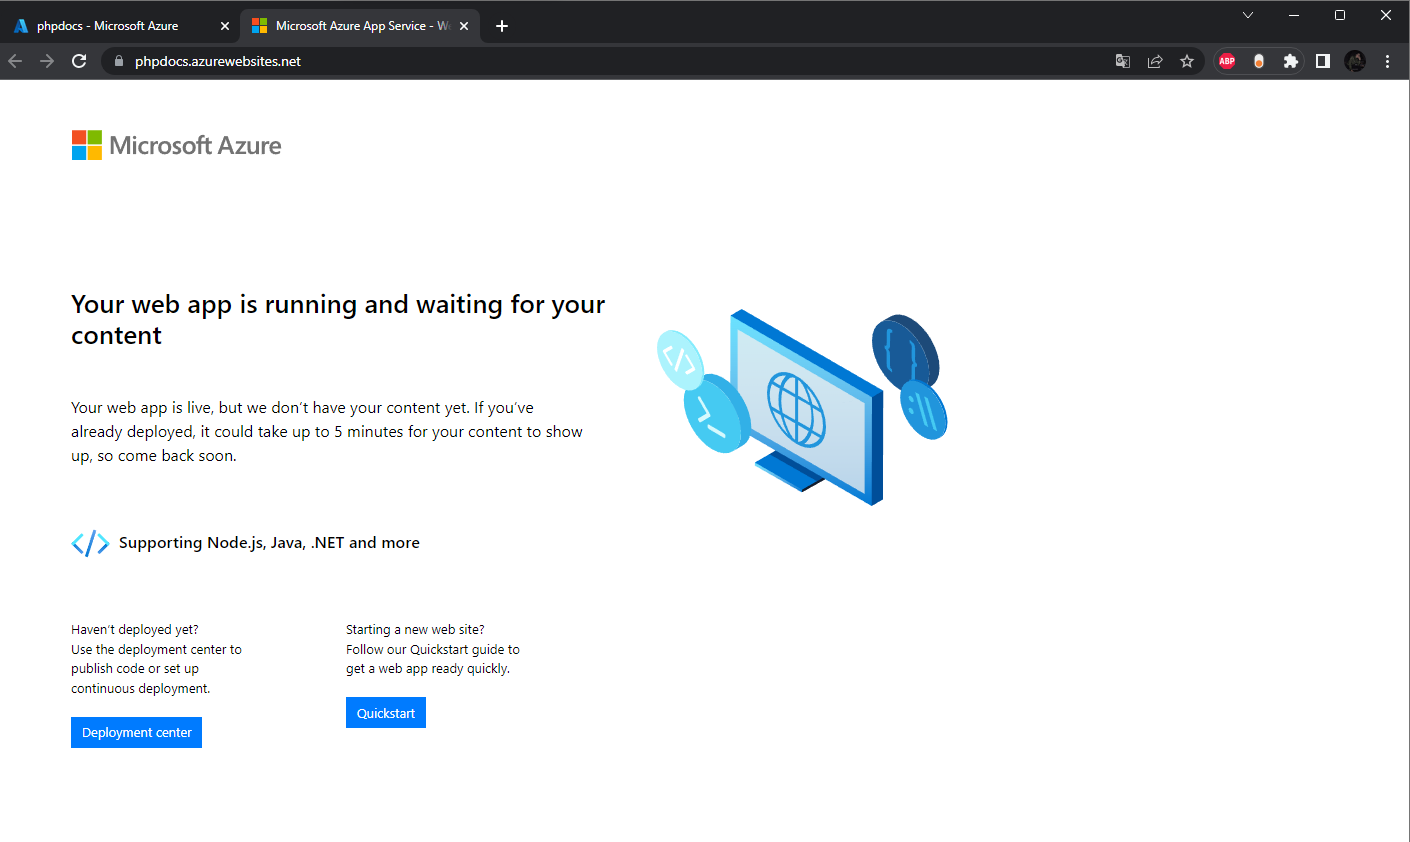 phpdocs - Microsoft Azure
Microsoft Azure App Service - W
phpdocs.azurewebsites.net
ABP
Microsoft Azure
Your web app is running and waiting for your
content
Your web app is live, but we don't have your content yet. If you've
already deployed, it could take up to 5 minutes for your content to show
up, so come back soon.
Supporting Node.js, Java, .NET and more
Haven't deployed yet?
Use the deployment center to
publish code or set up
continuous deployment.
Deployment center
Starting a new web site?
Follow our Quickstart guide to
get a web app ready quickly.
Quickstart